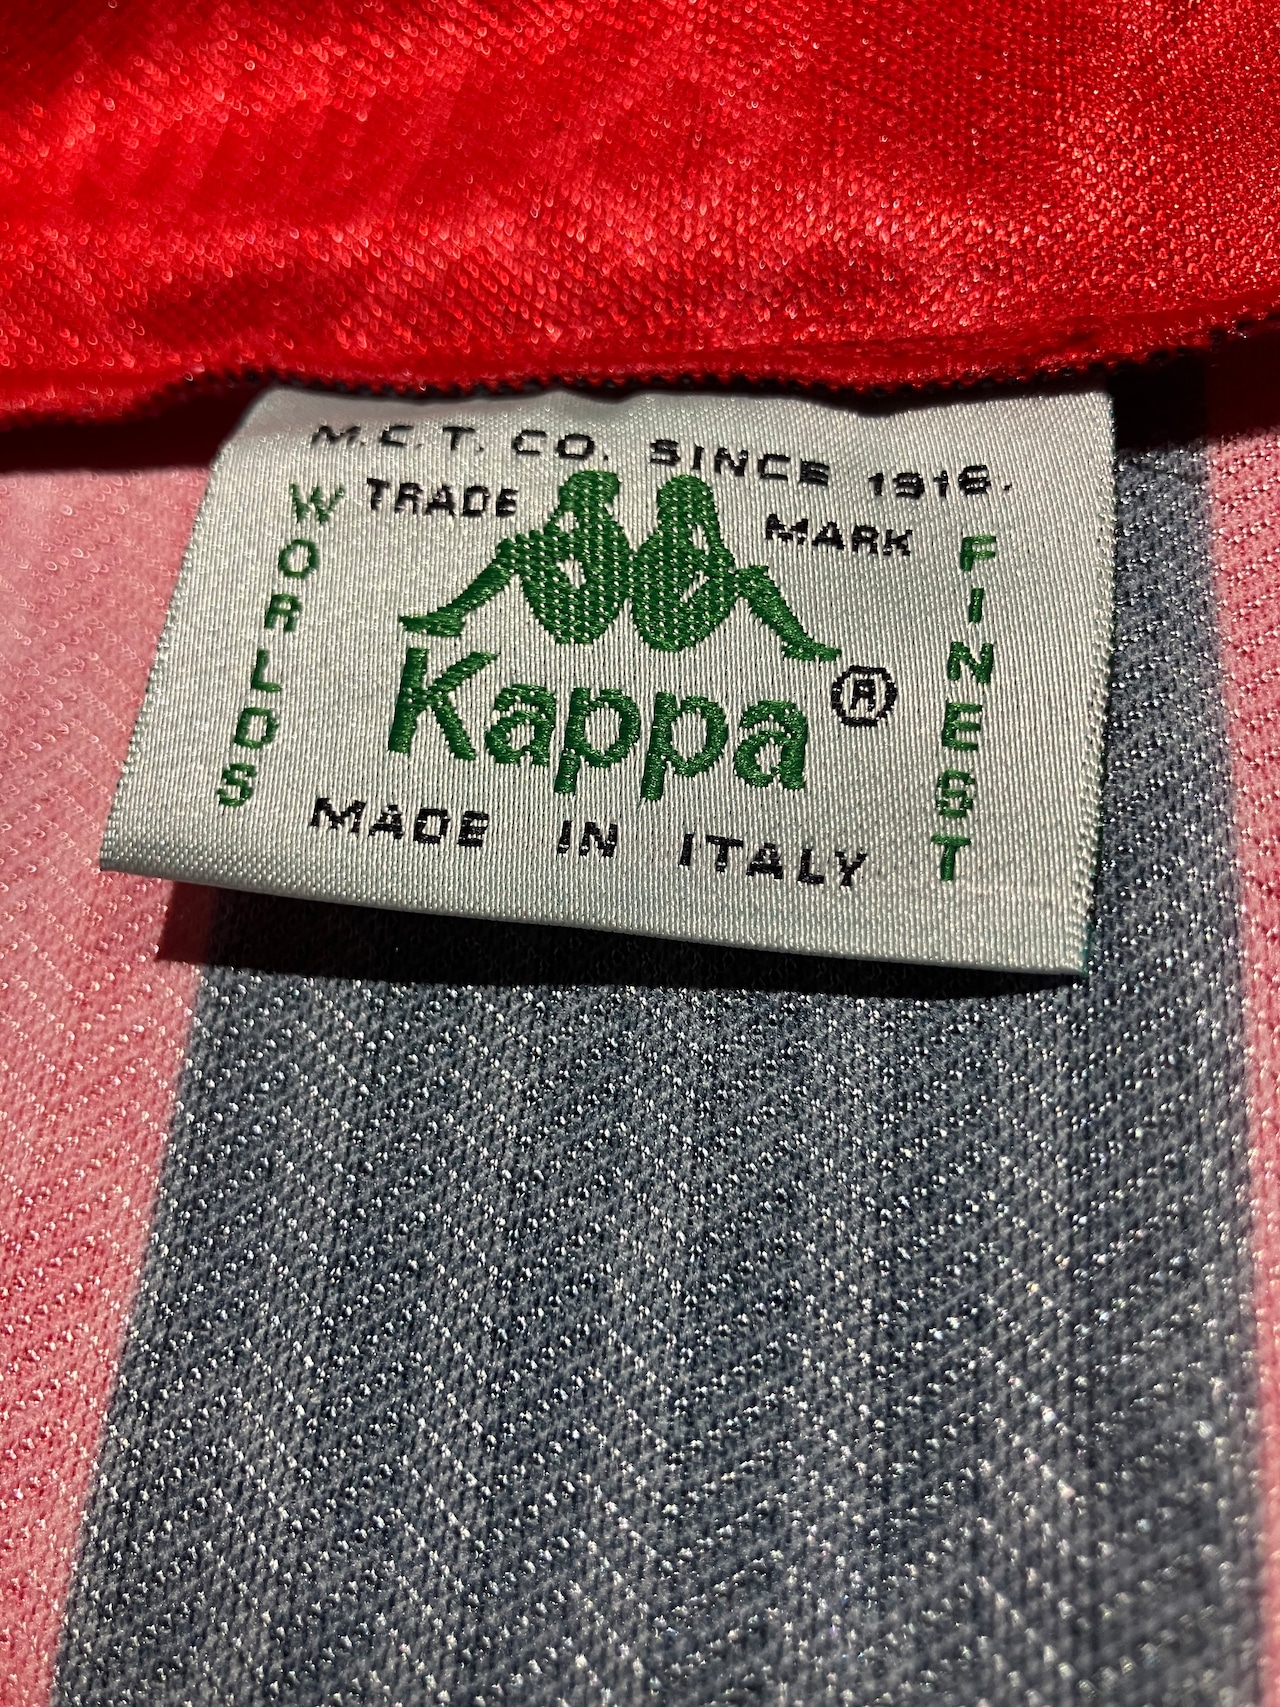 M.C.T. CO. SINCE 1916.
TRADE MARK
WORLDS
FINEST
Kappa ®
MADE IN ITALY